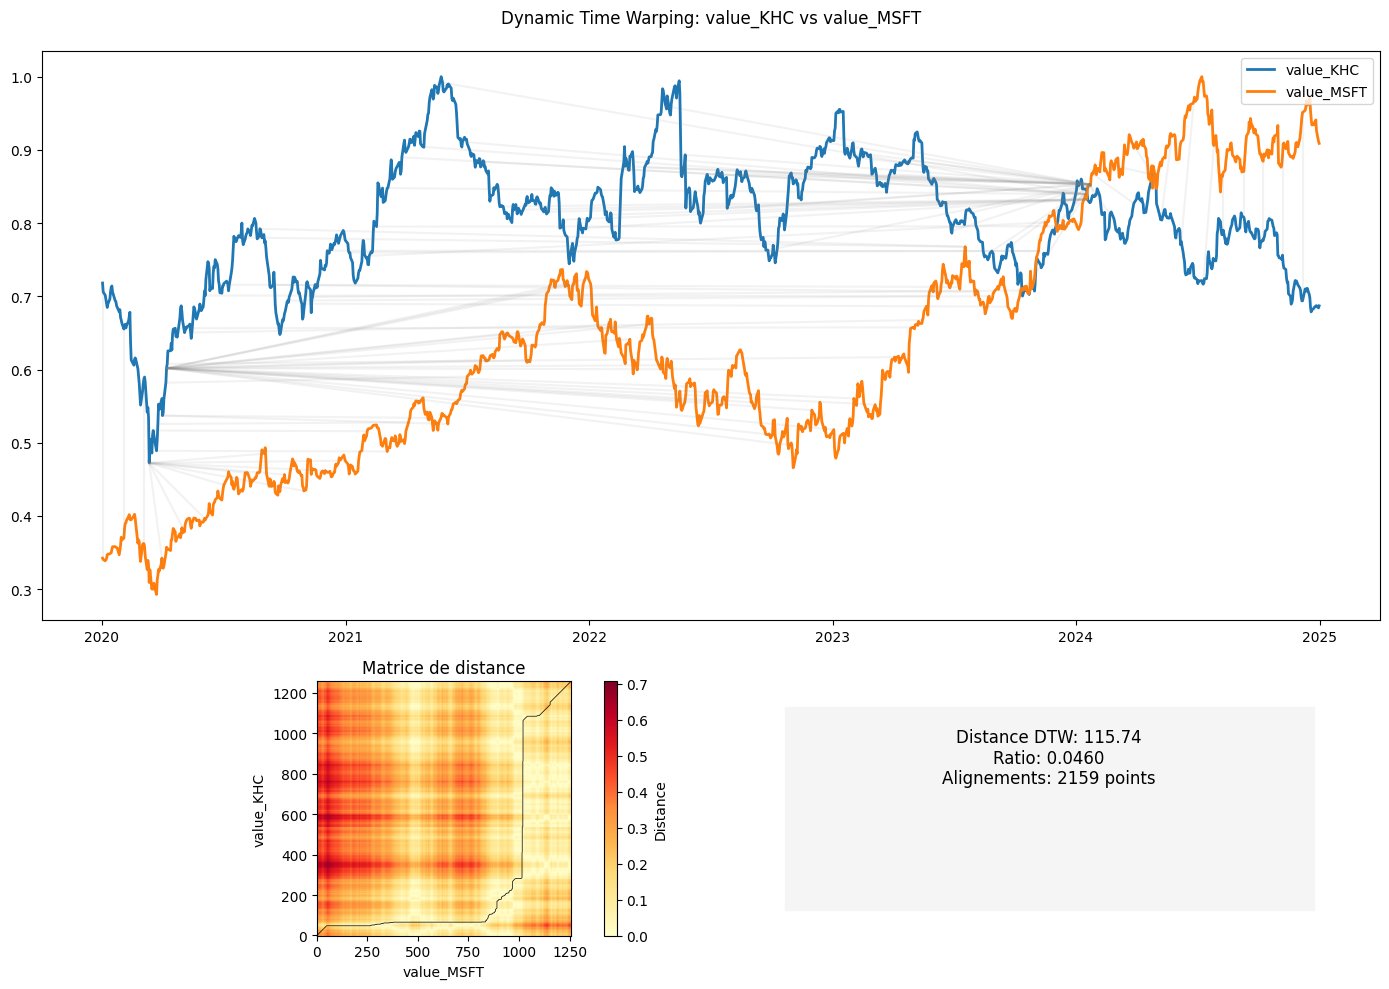 Dynamic Time Warping: value_KHC vs value_MSFT
value_KHC
value_MSFT
1.0
0.9
0.8
0.7
0.6
0.5
0.4
0.3
2020 2021 2022 2023 2024 2025
Matrice de distance
value_KHC
1200
1000
800
600
400
200
0
0 250 500 750 1000 1250
value_MSFT
0.7
0.6
0.5
0.4
0.3
0.2
0.1
0.0
Distance
Distance DTW: 115.74
Ratio: 0.0460
Alignements: 2159 points